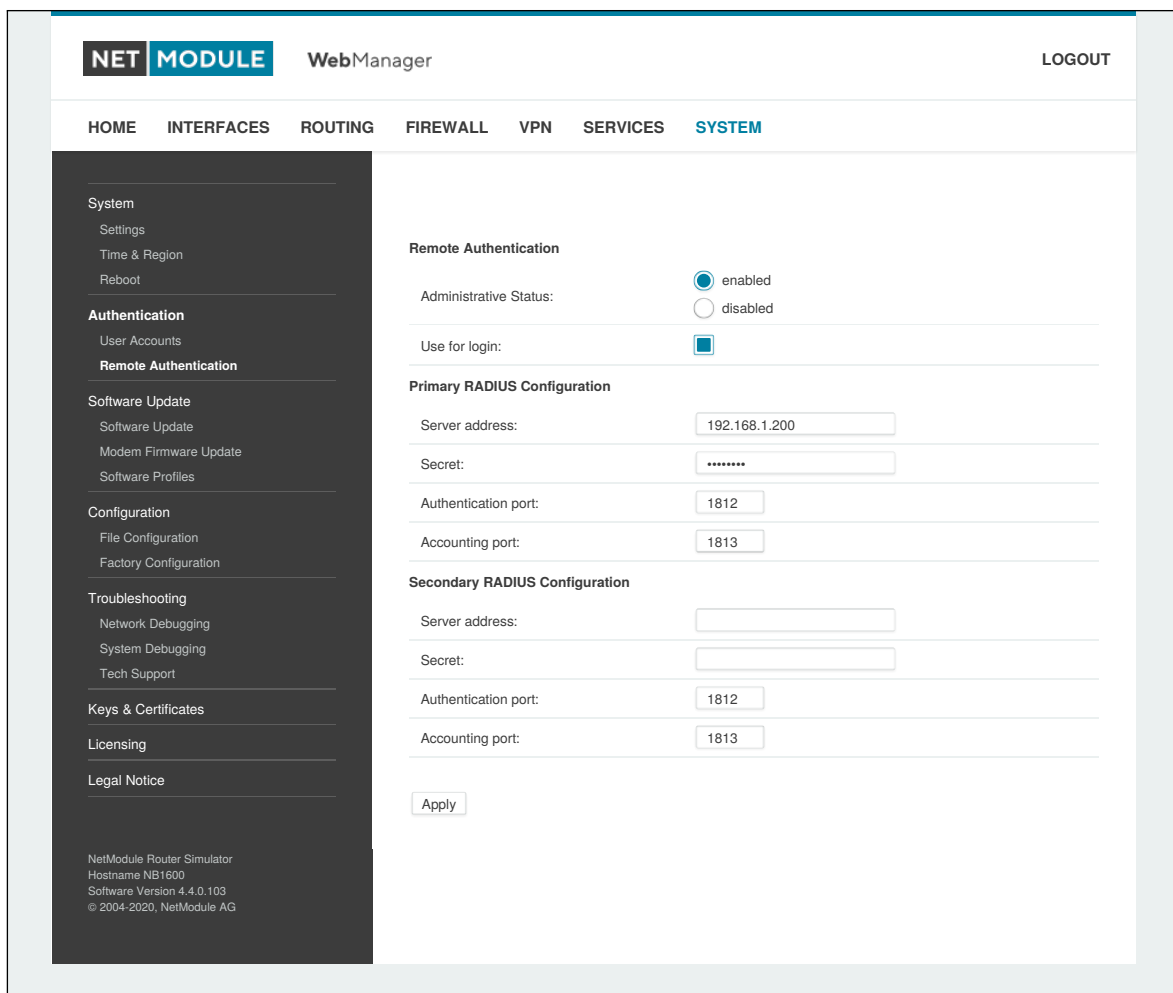 NET MODULE WebManager LOGOUT
HOME INTERFACES ROUTING FIREWALL VPN SERVICES SYSTEM
System
Settings
Time & Region
Reboot
Authentication
User Accounts
Remote Authentication
Software Update
Software Update
Modem Firmware Update
Software Profiles
Configuration
File Configuration
Factory Configuration
Troubleshooting
Network Debugging
System Debugging
Tech Support
Keys & Certificates
Licensing
Legal Notice
NetModule Router Simulator
Hostname NB1600
Software Version 4.4.0.103
© 2004-2020, NetModule AG
Remote Authentication
Administrative Status:
enabled
disabled
Use for login:
Primary RADIUS Configuration
Server address: 192.168.1.200
Secret: ••••••••
Authentication port: 1812
Accounting port: 1813
Secondary RADIUS Configuration
Server address:
Secret:
Authentication port: 1812
Accounting port: 1813
Apply